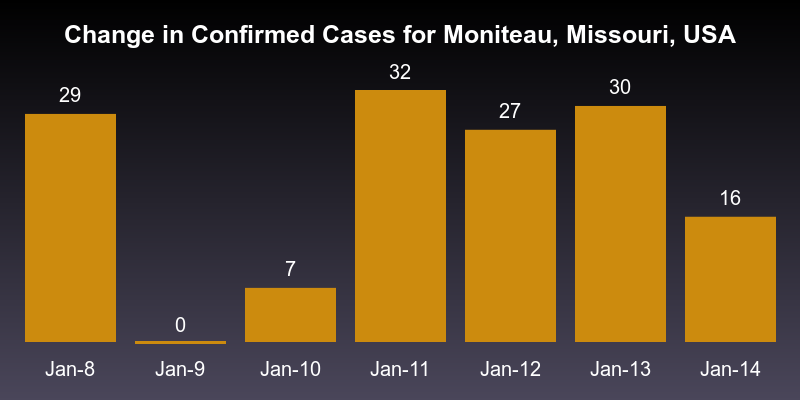 Change in Confirmed Cases for Moniteau, Missouri, USA
29
0
7
32
27
30
16
Jan-8
Jan-9
Jan-10
Jan-11
Jan-12
Jan-13
Jan-14